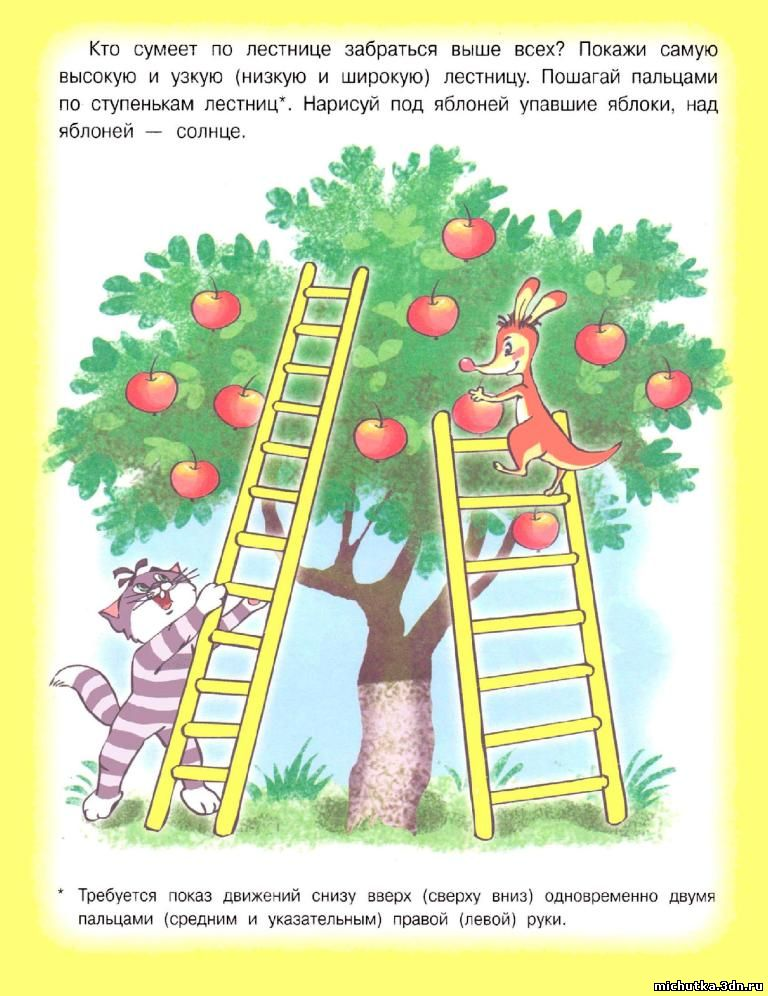 Кто сумеет по лестнице забраться выше всех? Покажи самую
высокую и узкую (низкую и широкую) лестницу. Пошагай пальцами
по ступенькам лестниц*. Нарисуй под яблоней упавшие яблоки, над
яблоней — солнце.
* Требуется показ движений снизу вверх (сверху вниз) одновременно двумя
пальцами (средним и указательным) правой (левой) руки.
michutka.3dn.ru